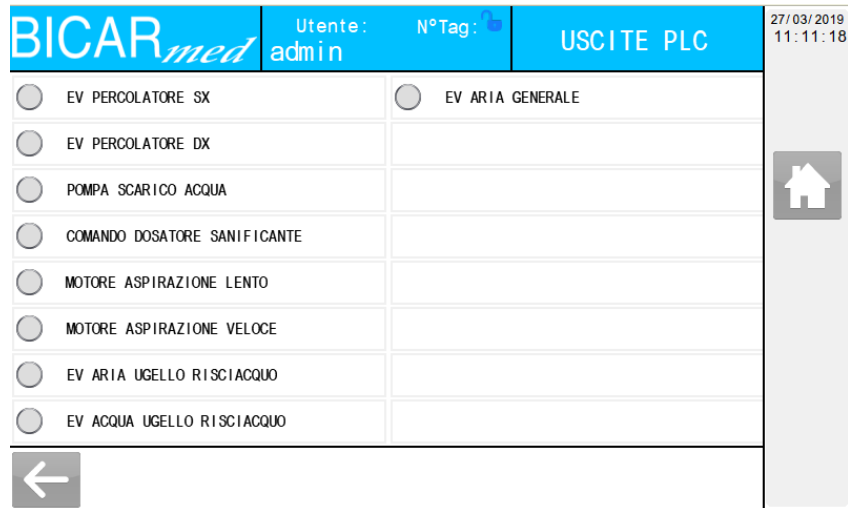 BICARmed
Utente:
admin
N°Tag:
USCITE PLC
27/03/2019
11:11:18
EV PERCOLATORE SX
EV ARIA GENERALE
EV PERCOLATORE DX
POMPA SCARICO ACQUA
COMANDO DOSATORE SANIFICANTE
MOTORE ASPIRAZIONE LENTO
MOTORE ASPIRAZIONE VELOCE
EV ARIA UGELLO RISCIACQUO
EV ACQUA UGELLO RISCIACQUO